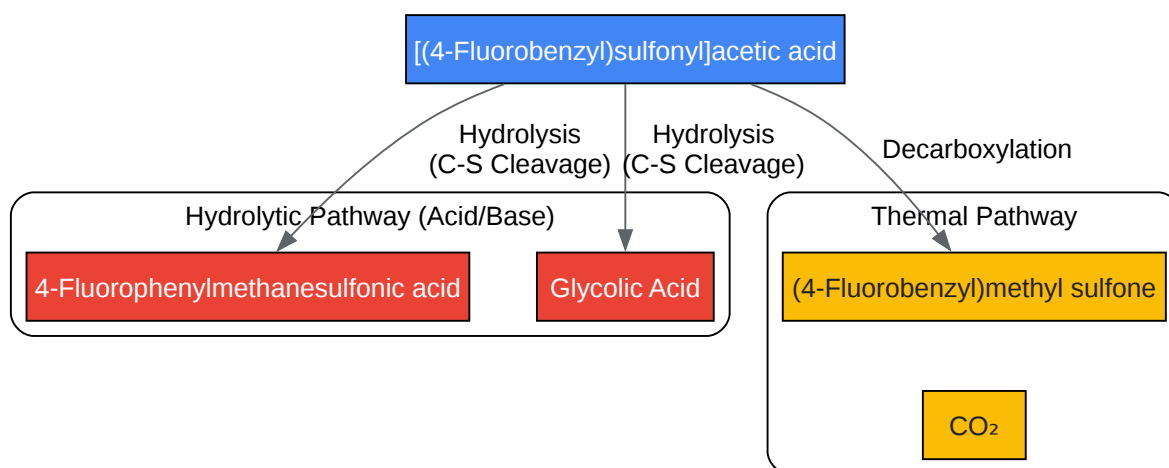 [(4-Fluorobenzyl)sulfonyl]acetic acid
Hydrolysis
(C-S Cleavage)
Hydrolysis
(C-S Cleavage)
Decarboxylation
Hydrolytic Pathway (Acid/Base)
Thermal Pathway
4-Fluorophenylmethanesulfonic acid
Glycolic Acid
(4-Fluorobenzyl)methyl sulfone
CO₂